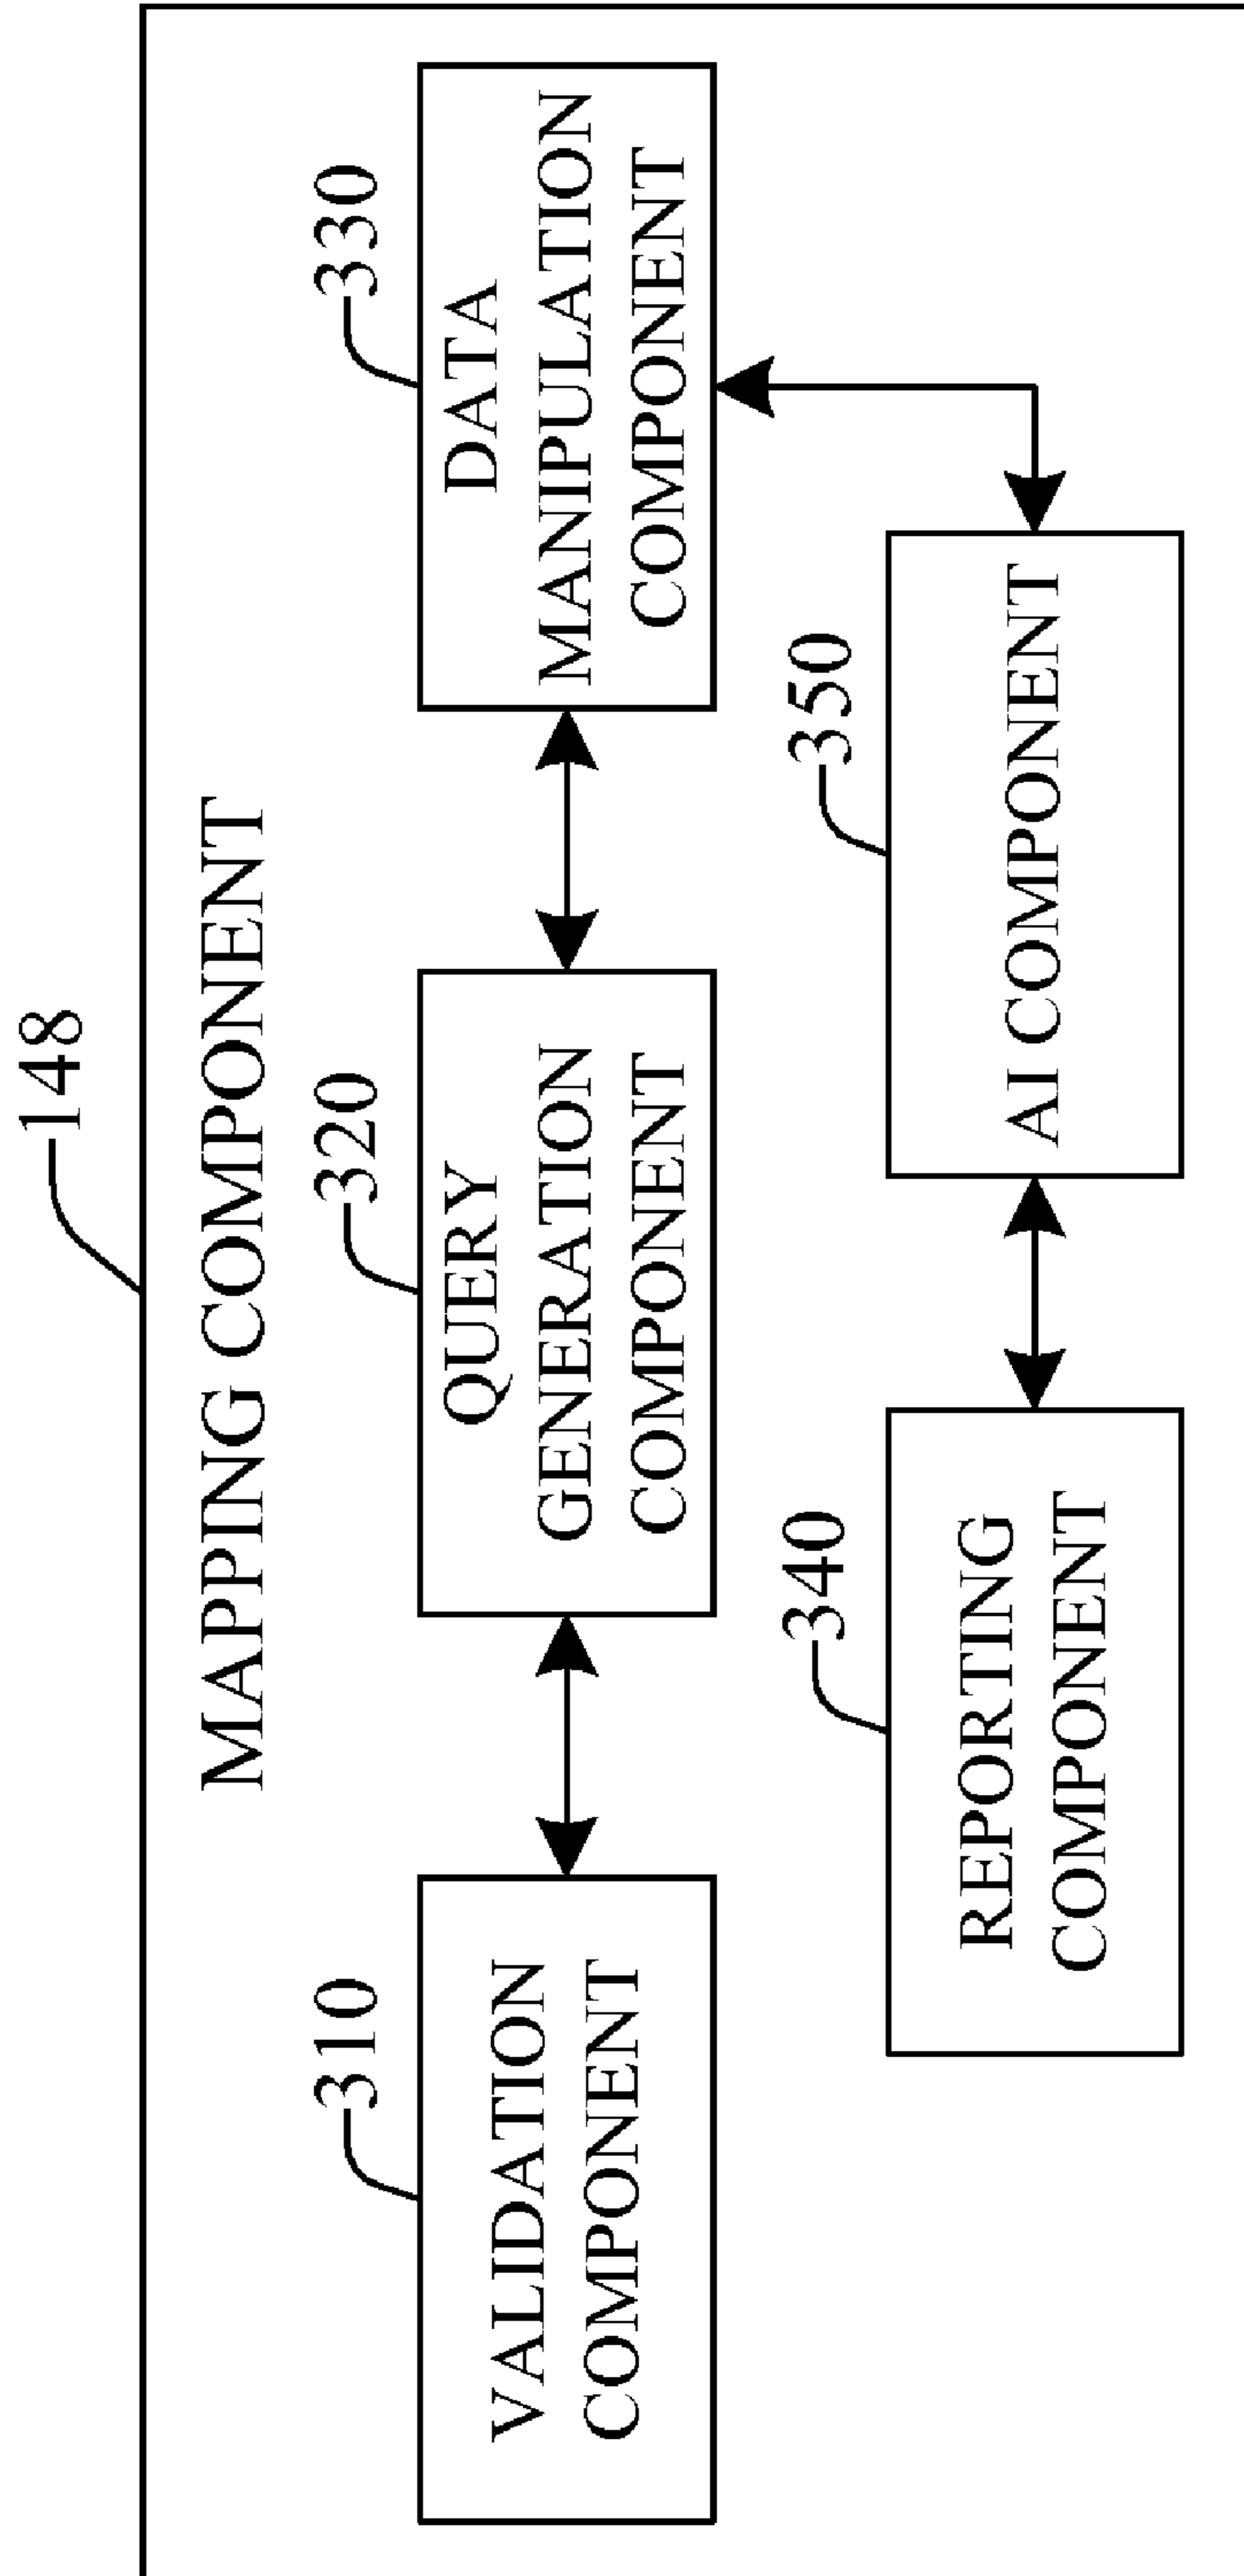 148
MAPPING COMPONENT
310
VALIDATION
COMPONENT
320
QUERY
GENERATION
COMPONENT
330
DATA
MANIPULATION
COMPONENT
340
REPORTING
COMPONENT
350
AI COMPONENT